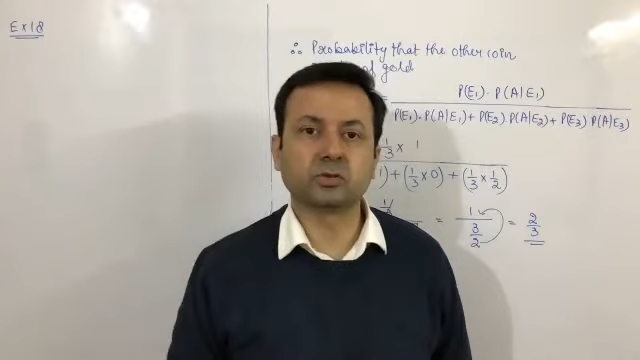 Ex 18
∴ Probability that the other coin
of gold
= P(E₁) · P(A|E₁)
P(E₁) · P(A|E₁) + P(E₂) · P(A|E₂) + P(E₃) P(A|E₃)
1/3 × 1
1) + (1/3 × 0) + (1/3 × 1/2)
= 1 / (3/2) = 2/3